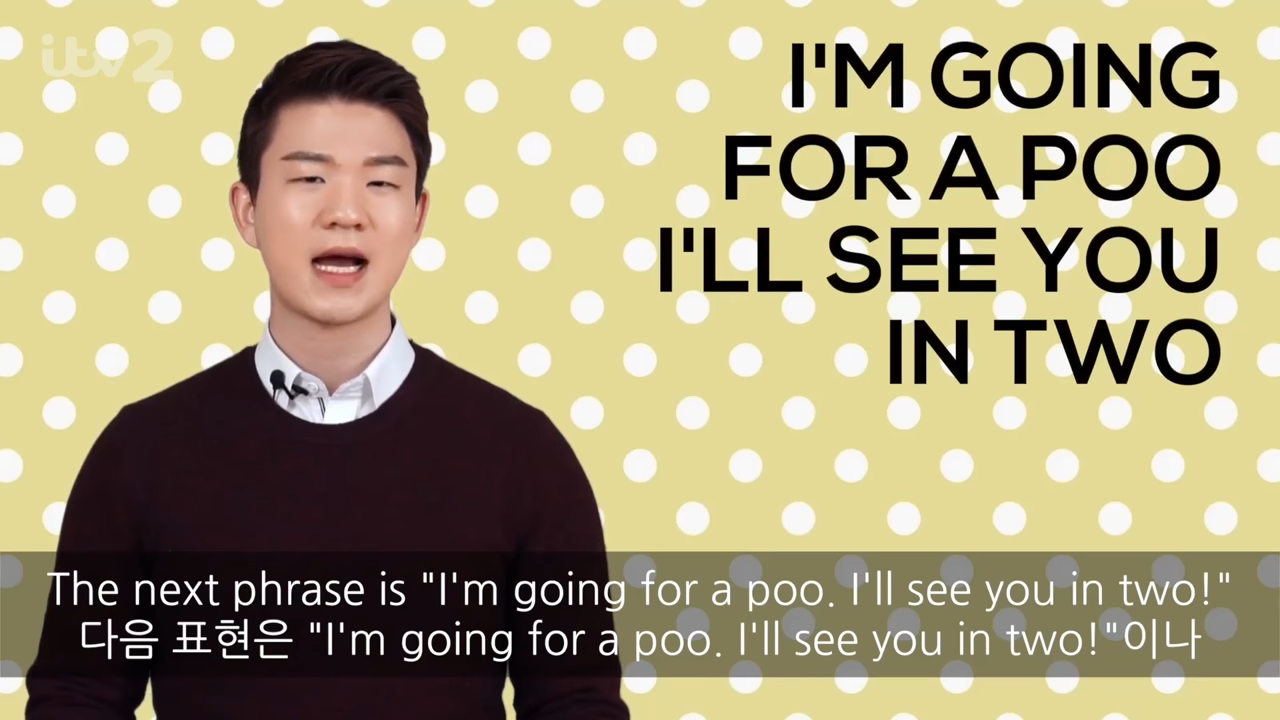 itv2
I'M GOING
FOR A POO
I'LL SEE YOU
IN TWO
The next phrase is "I'm going for a poo. I'll see you in two!"
다음 표현은 "I'm going for a poo. I'll see you in two!"이나